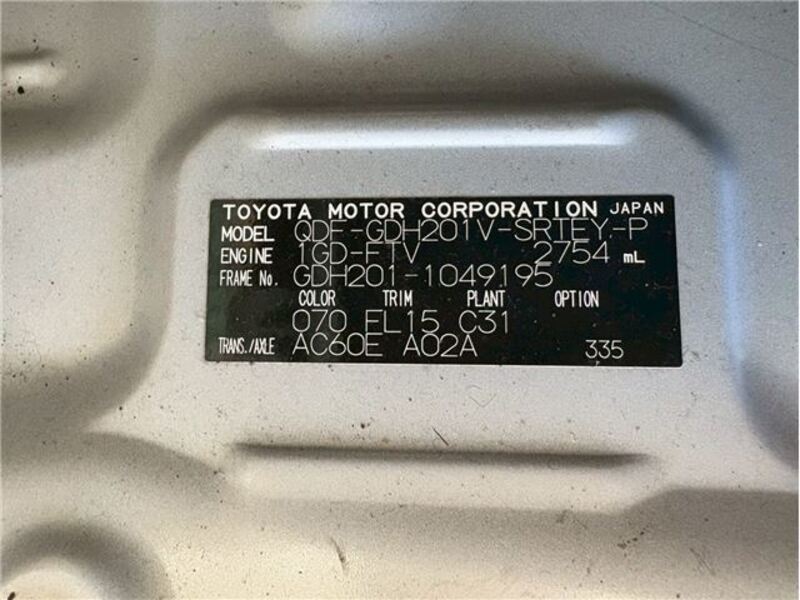 TOYOTA MOTOR CORPORATION JAPAN
MODEL QDF-GDH201V-SRTEY-P
ENGINE 1GD-FTV 2754 mL
FRAME No. GDH201-1049195
COLOR TRIM PLANT OPTION
070 FL15 C31
TRANS./AXLE AC60E A02A 335